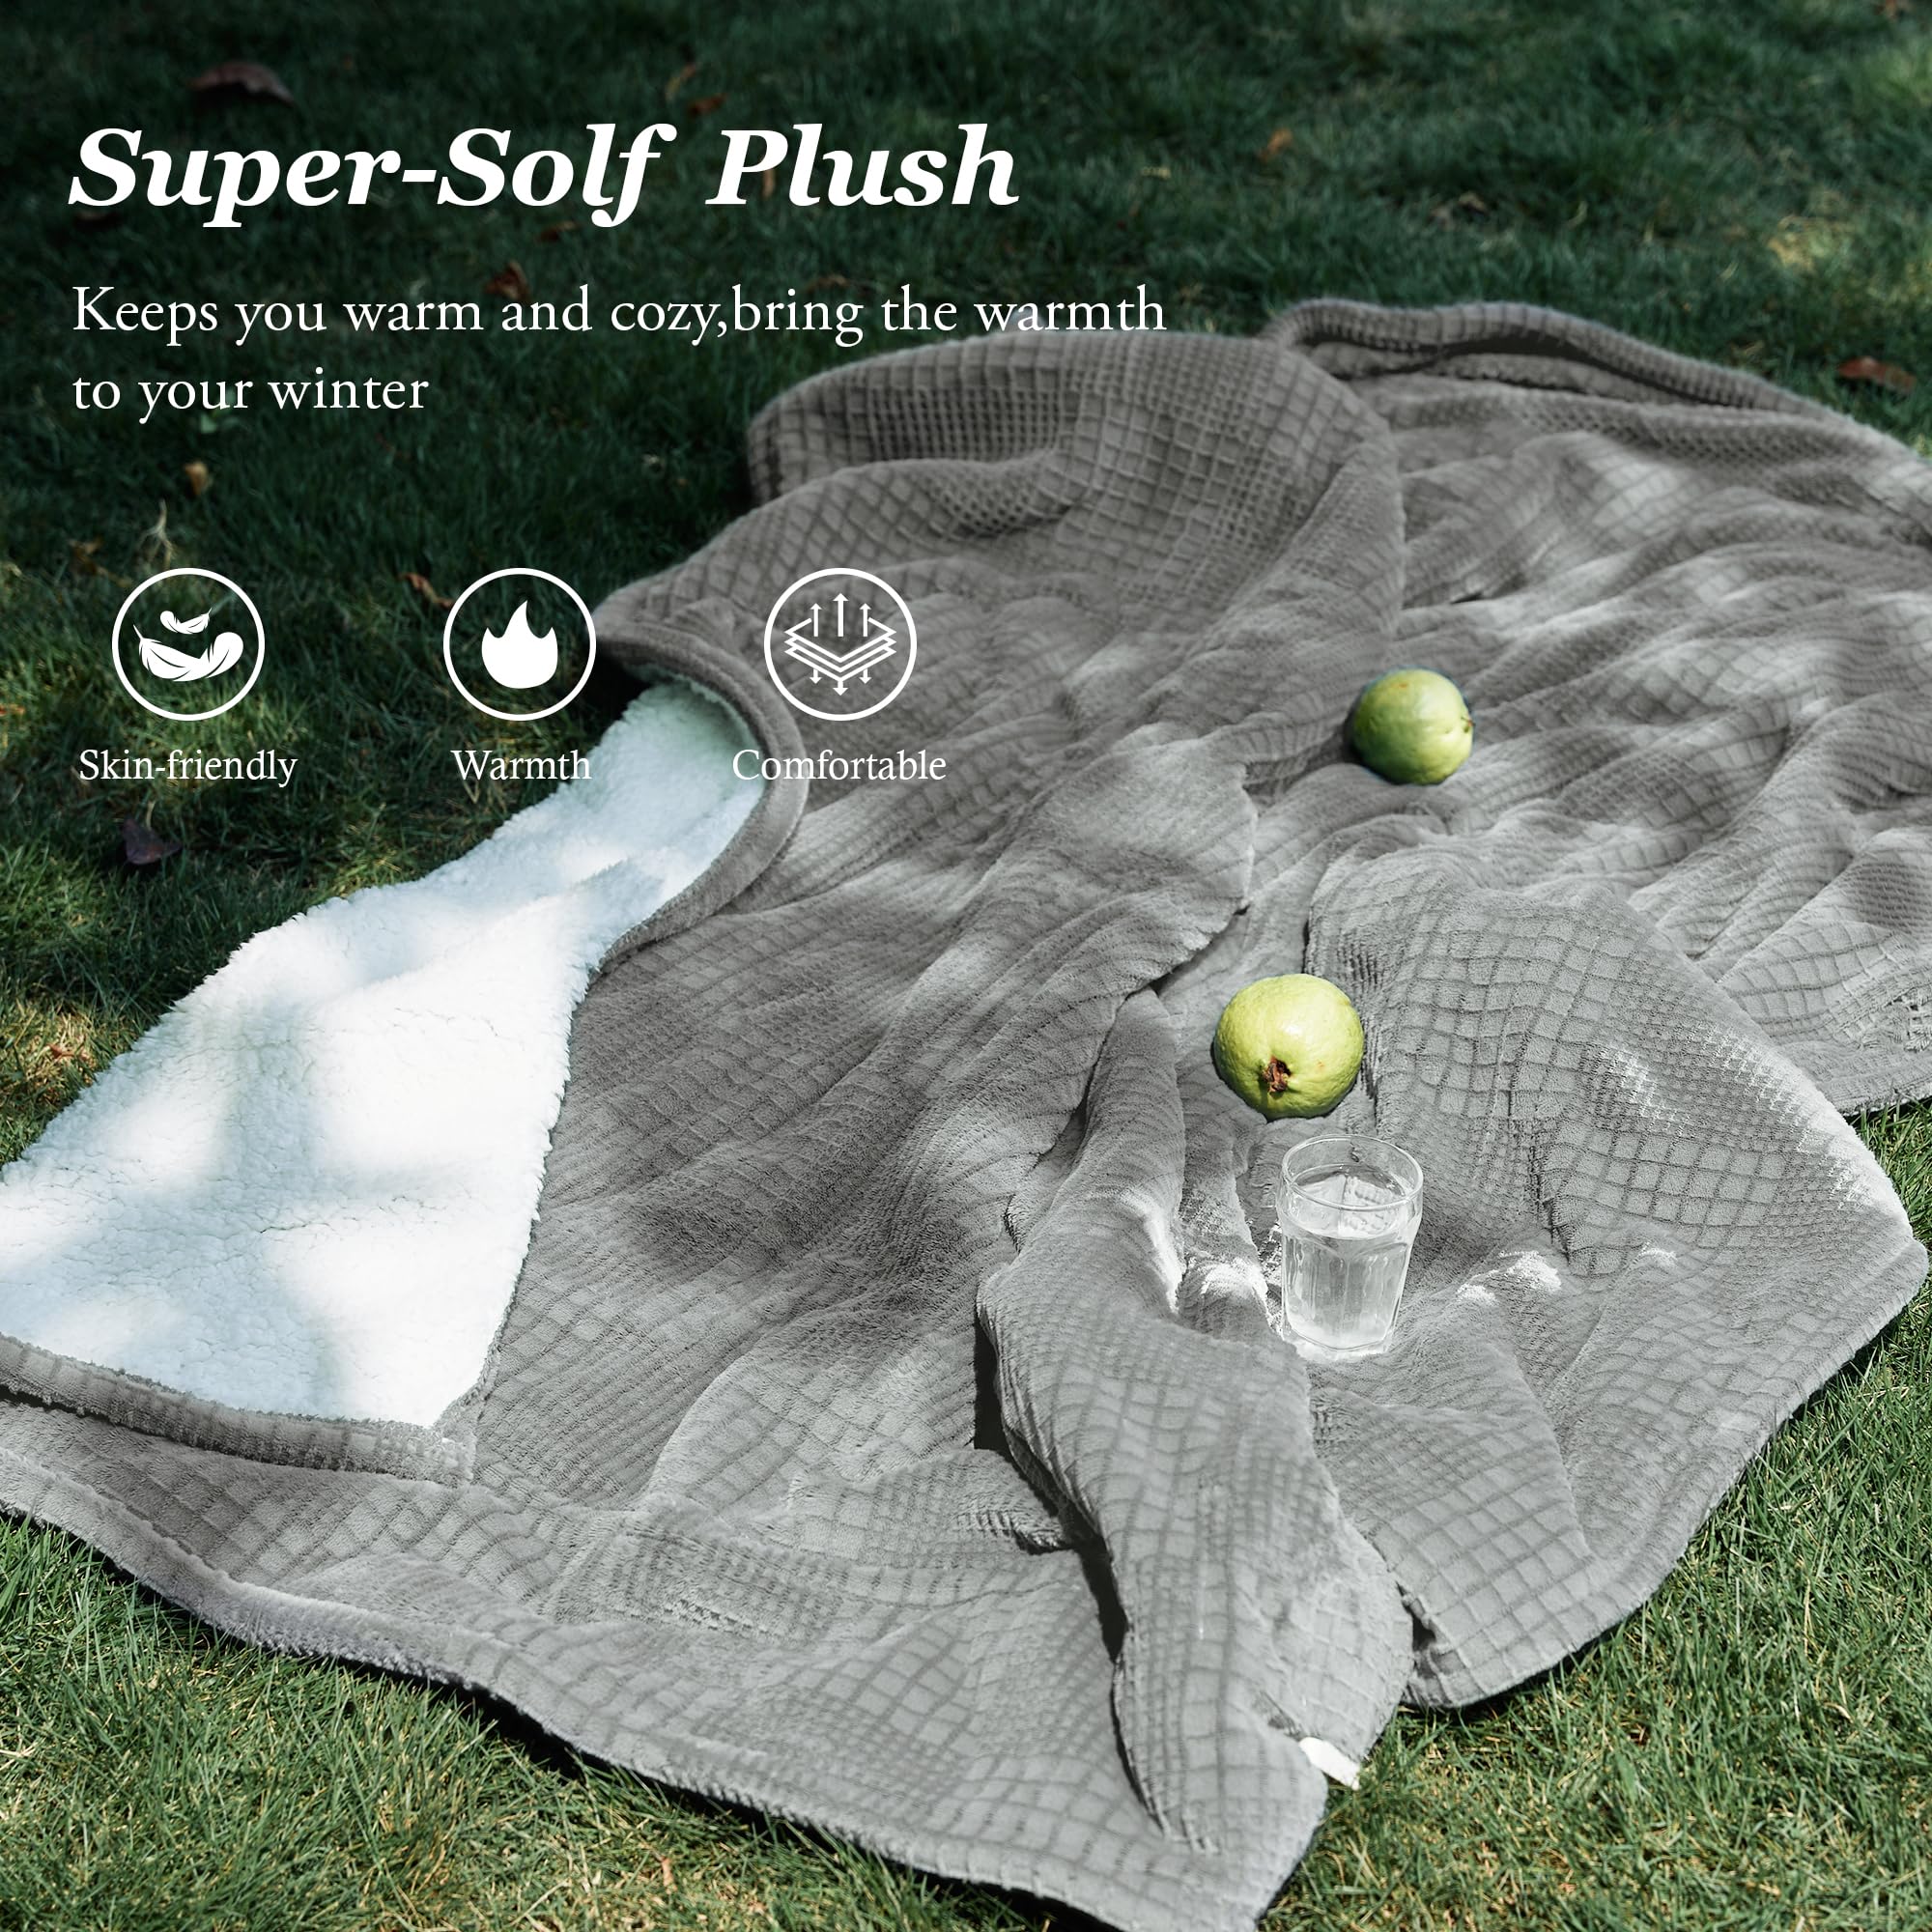 Super-Solf Plush
Keeps you warm and cozy,bring the warmth
to your winter
Skin-friendly
Warmth
Comfortable